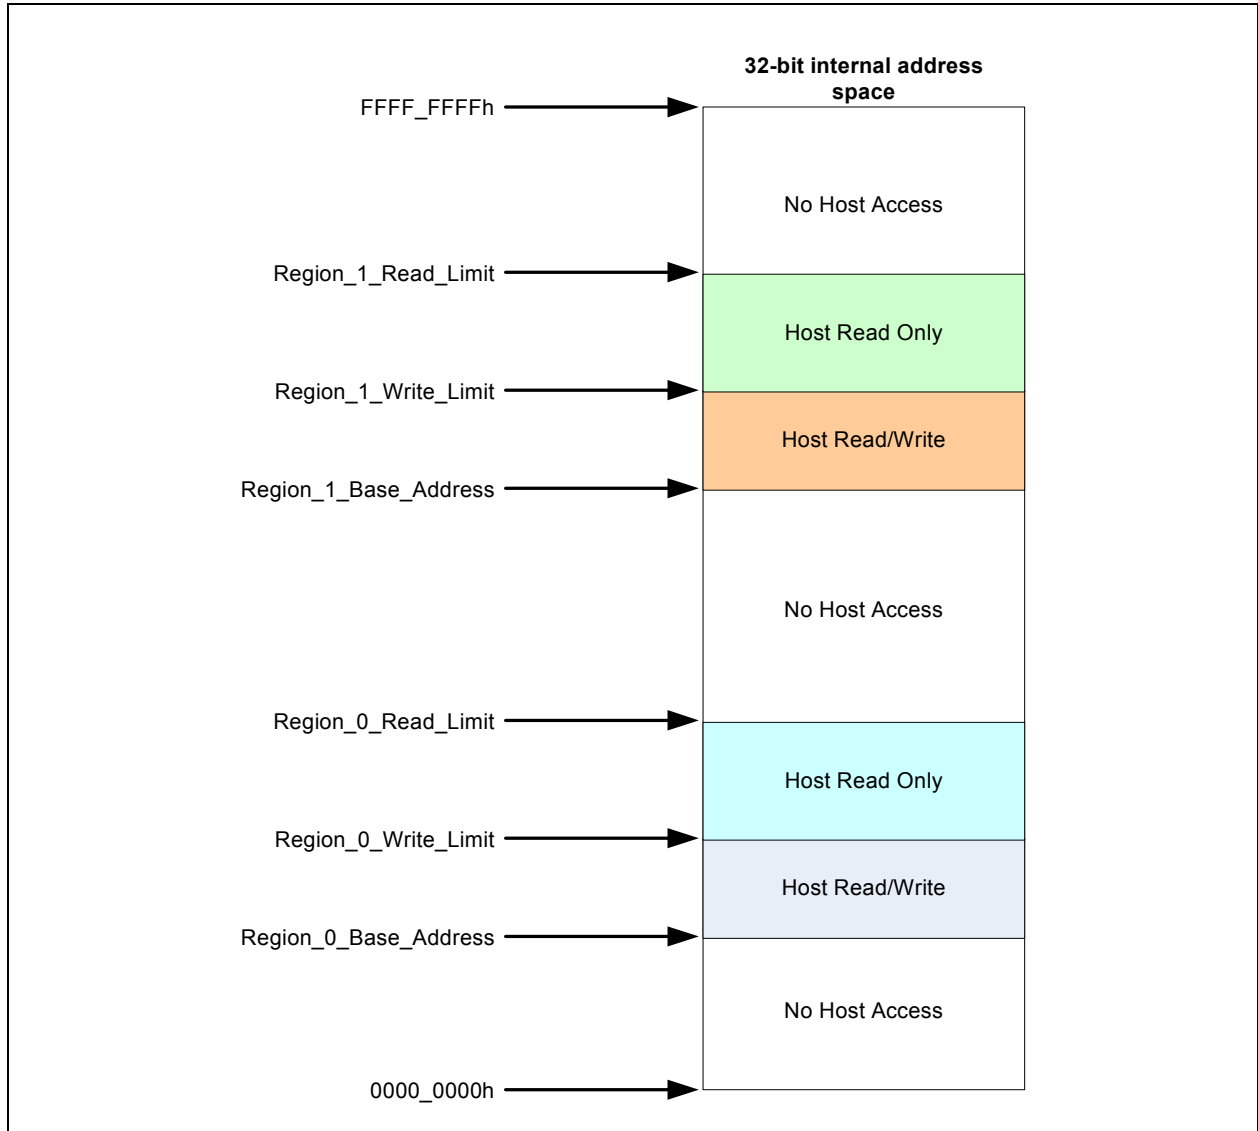 32-bit internal address
space
FFFF_FFFFh
No Host Access
Region_1_Read_Limit
Host Read Only
Region_1_Write_Limit
Host Read/Write
Region_1_Base_Address
No Host Access
Region_0_Read_Limit
Host Read Only
Region_0_Write_Limit
Host Read/Write
Region_0_Base_Address
No Host Access
0000_0000h